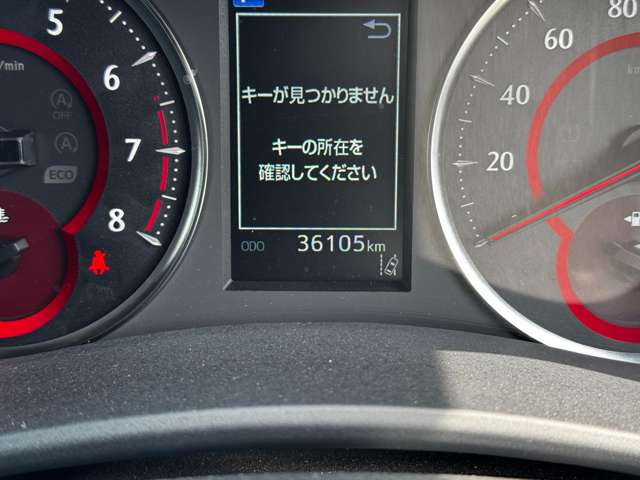 5
6
7
8
/min
A
OFF
A
ECO
キーが見つかりません
キーの所在を
確認してください
ODO 36105km
20
40
60
80
km